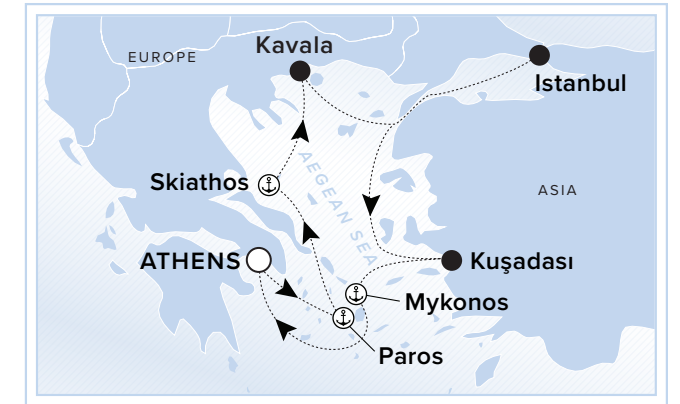 Kavala
EUROPE
Istanbul
AEGEAN SEA
Skiathos
ASIA
ATHENS
Kuşadası
Mykonos
Paros